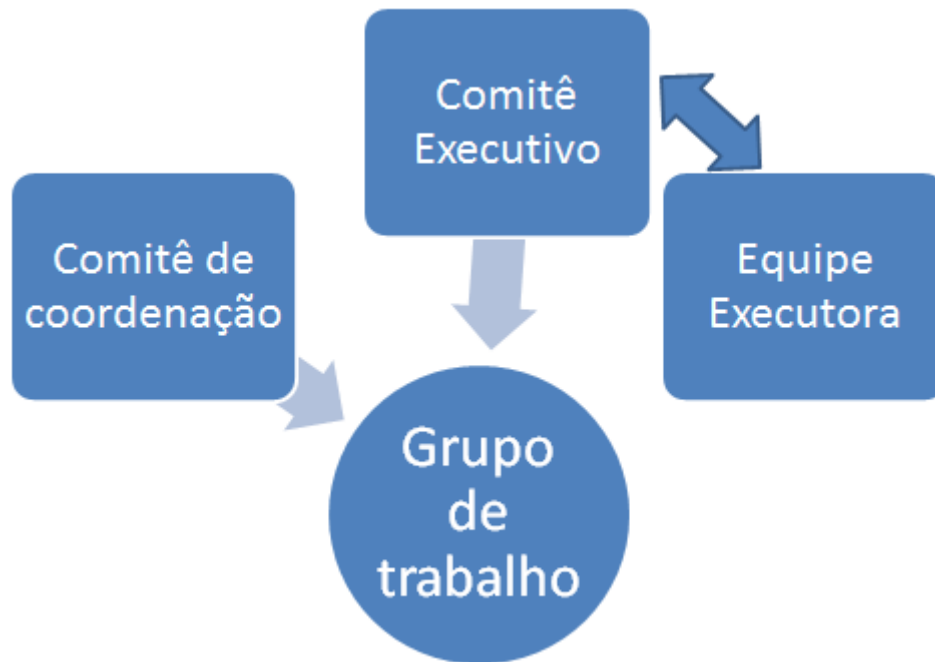 Comitê
Executivo
Comitê de
coordenação
Equipe
Executora
Grupo
de
trabalho